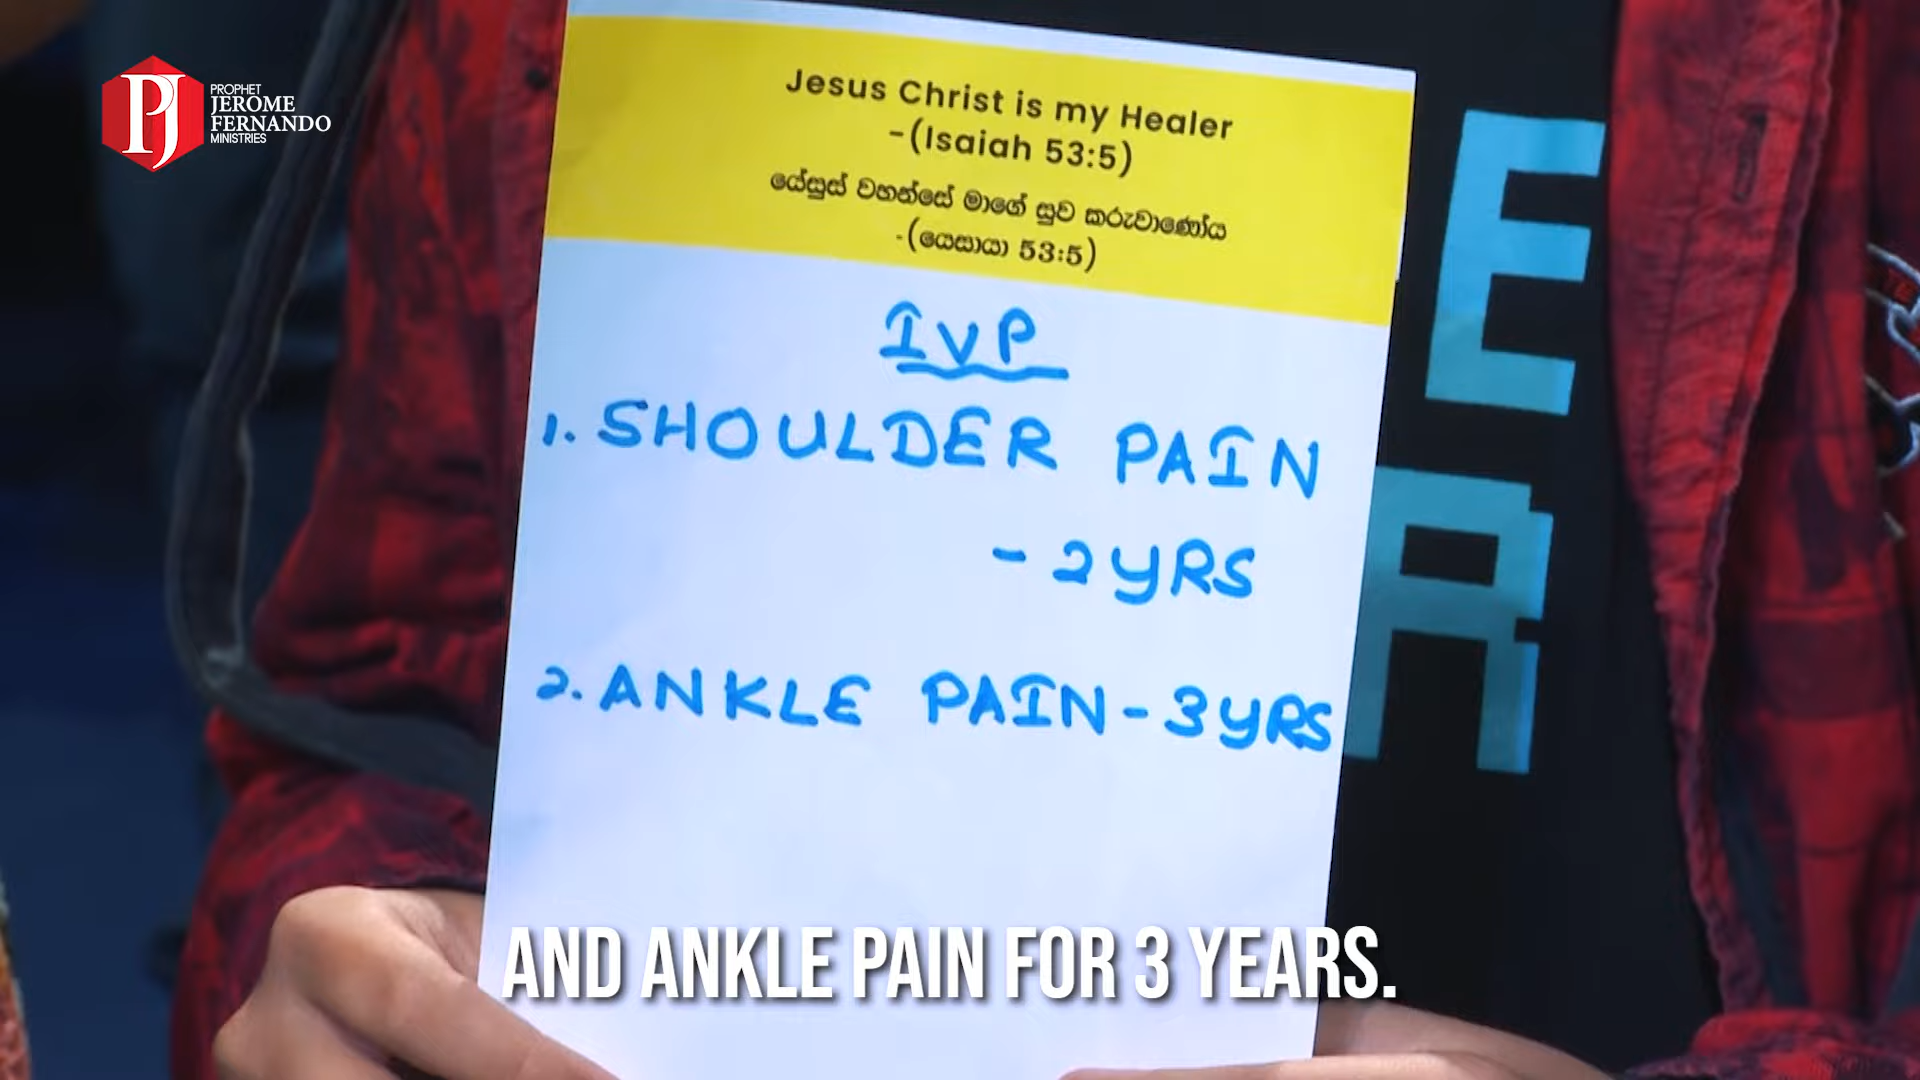 PJ
PROPHET
JEROME
FERNANDO
MINISTRIES
Jesus Christ is my Healer
-(Isaiah 53:5)
යේසුස් වහන්සේ මාගේ සුව කරුවාණෝය
-(යෙසායා 53:5)
IVP
1. SHOULDER PAIN
- 2YRS
2. ANKLE PAIN - 3YRS
E
R
AND ANKLE PAIN FOR 3 YEARS.